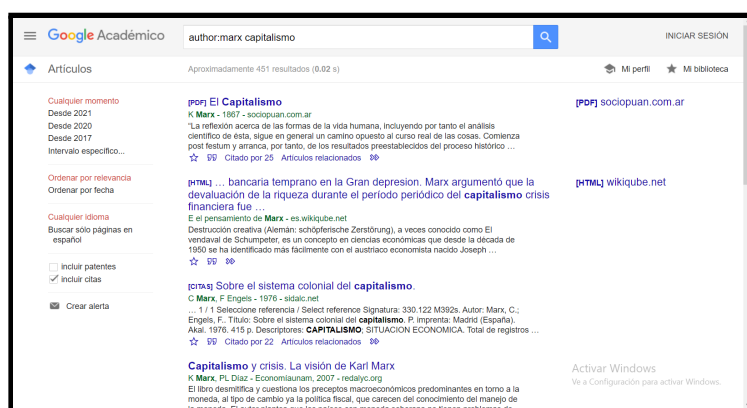 Google Académico
author:marx capitalismo
INICIAR SESIÓN
Artículos
Aproximadamente 451 resultados (0.02 s)
Mi perfil
Mi biblioteca
Cualquier momento
Desde 2021
Desde 2020
Desde 2017
Intervalo específico...
Ordenar por relevancia
Ordenar por fecha
Cualquier idioma
Buscar sólo páginas en
español
incluir patentes
incluir citas
Crear alerta
[PDF] El Capitalismo
K Marx - 1867 - sociopuan.com.ar
"La reflexión acerca de las formas de la vida humana, incluyendo por tanto el análisis
científico de ésta, sigue en general un camino opuesto al curso real de las cosas. Comienza
post festum y arranca, por tanto, de los resultados preestablecidos del proceso histórico …
Citado por 25 Artículos relacionados
[PDF] sociopuan.com.ar
[HTML] … bancaria temprano en la Gran depresion. Marx argumentó que la
devaluación de la riqueza durante el período periódico del capitalismo crisis
financiera fue …
E el pensamiento de Marx - es.wikiqube.net
Destrucción creativa (Alemán: schöpferische Zerstörung), a veces conocido como El
vendaval de Schumpeter, es un concepto en ciencias económicas que desde la década de
1950 se ha identificado más fácilmente con el austriaco economista nacido Joseph …
[HTML] wikiqube.net
[CITAS] Sobre el sistema colonial del capitalismo.
C Marx, F Engels - 1976 - sidalc.net
… 1 / 1 Seleccione referencia / Select reference Signatura: 330.122 M392s. Autor: Marx, C.;
Engels, F.. Título: Sobre el sistema colonial del capitalismo. P. imprenta: Madrid (España).
Akal. 1976. 415 p. Descriptores: CAPITALISMO; SITUACION ECONOMICA. Total de registros …
Citado por 22 Artículos relacionados
Capitalismo y crisis. La visión de Karl Marx
K Marx, PL Diaz - Economiaunam, 2007 - redalyc.org
El libro desmitifica y cuestiona los preceptos macroeconómicos predominantes en torno a la
moneda, al tipo de cambio ya la política fiscal, que carecen del conocimiento del manejo de
Activar Windows
Ve a Configuración para activar Windows.